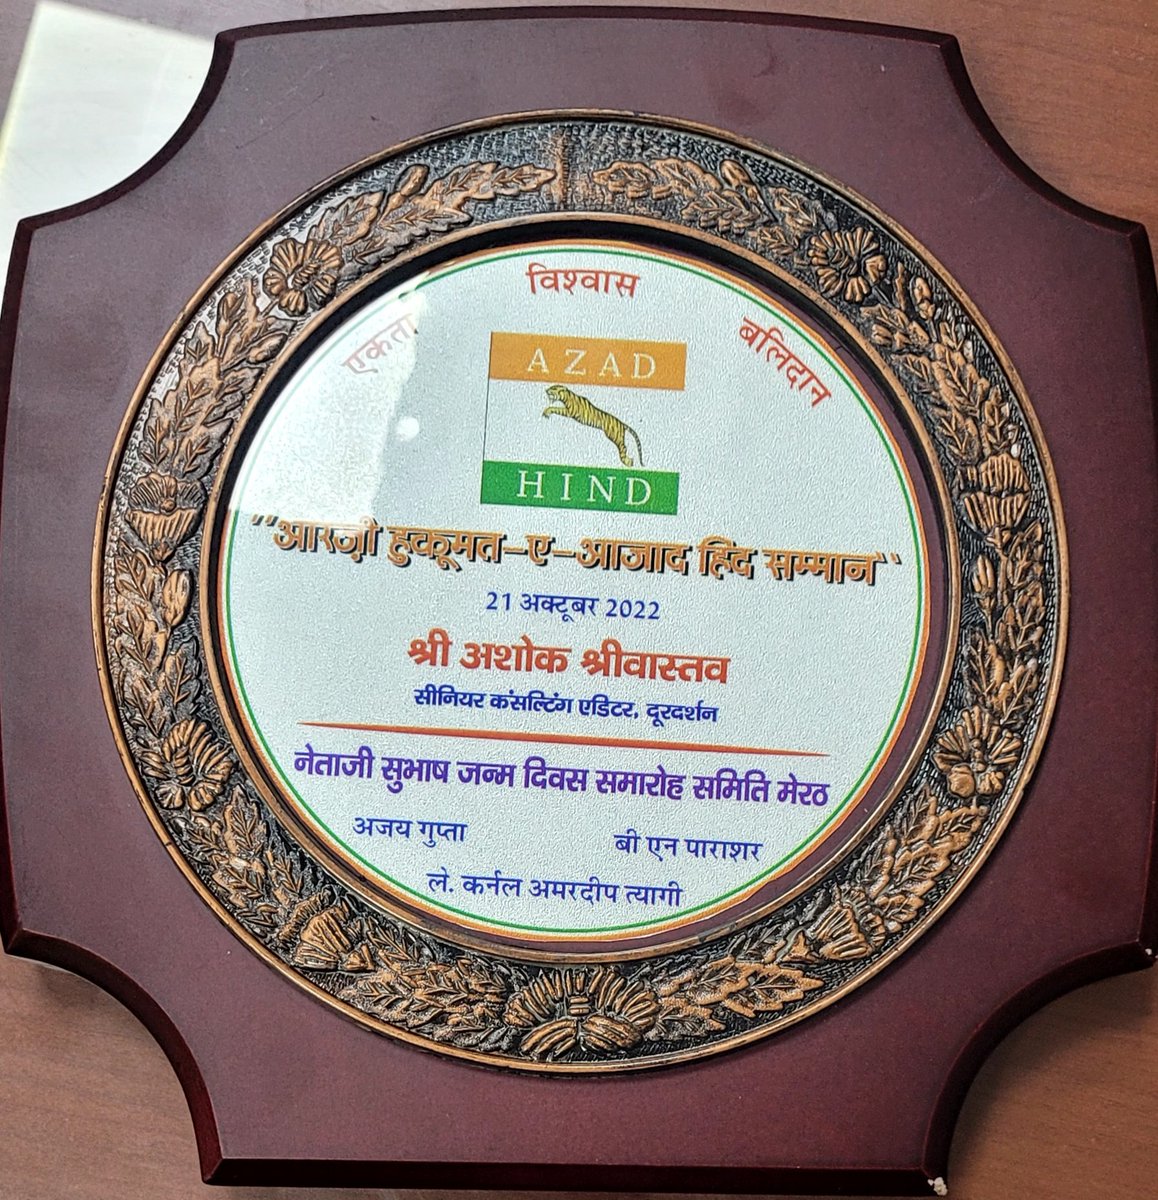 एकता
विश्वास
बलिदान
AZAD
HIND
"आरज़ी हुकूमत-ए-आजाद हिंद सम्मान"
21 अक्टूबर 2022
श्री अशोक श्रीवास्तव
सीनियर कंसल्टिंग एडिटर, दूरदर्शन
नेताजी सुभाष जन्म दिवस समारोह समिति मेरठ
अजय गुप्ता
बी एन पाराशर
ले. कर्नल अमरदीप त्यागी